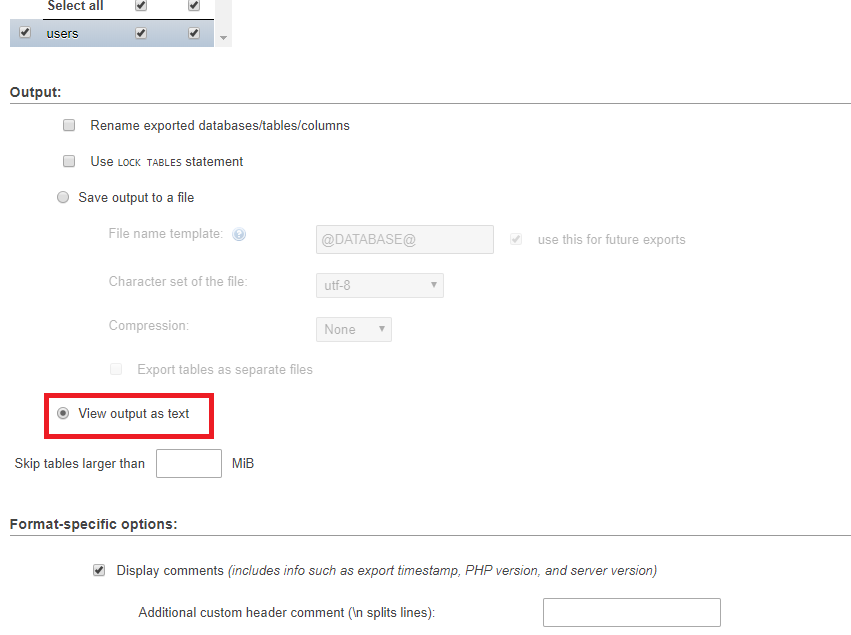 Select all
users
Output:
Rename exported databases/tables/columns
Use LOCK TABLES statement
Save output to a file
File name template: @DATABASE@ use this for future exports
Character set of the file: utf-8
Compression: None
Export tables as separate files
View output as text
Skip tables larger than MiB
Format-specific options:
Display comments (includes info such as export timestamp, PHP version, and server version)
Additional custom header comment (\n splits lines):